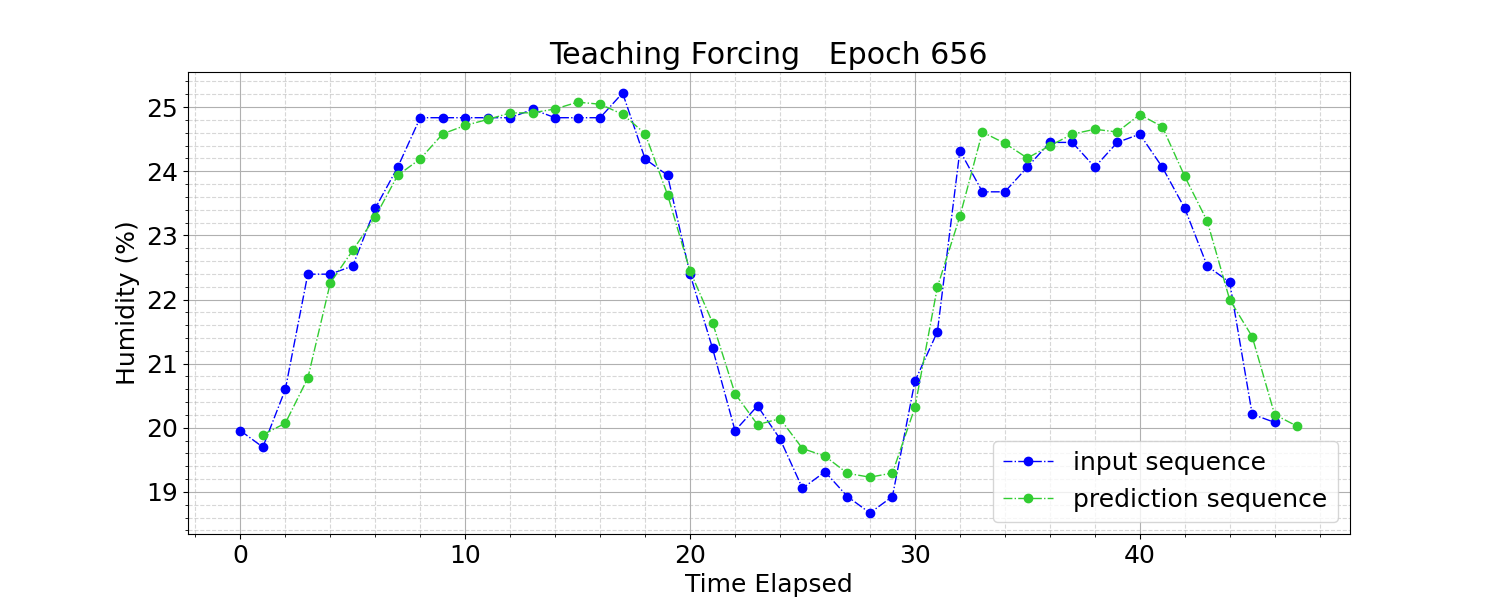 Teaching Forcing   Epoch 656
Humidity (%)
25
24
23
22
21
20
19
0 10 20 30 40
Time Elapsed
input sequence
prediction sequence